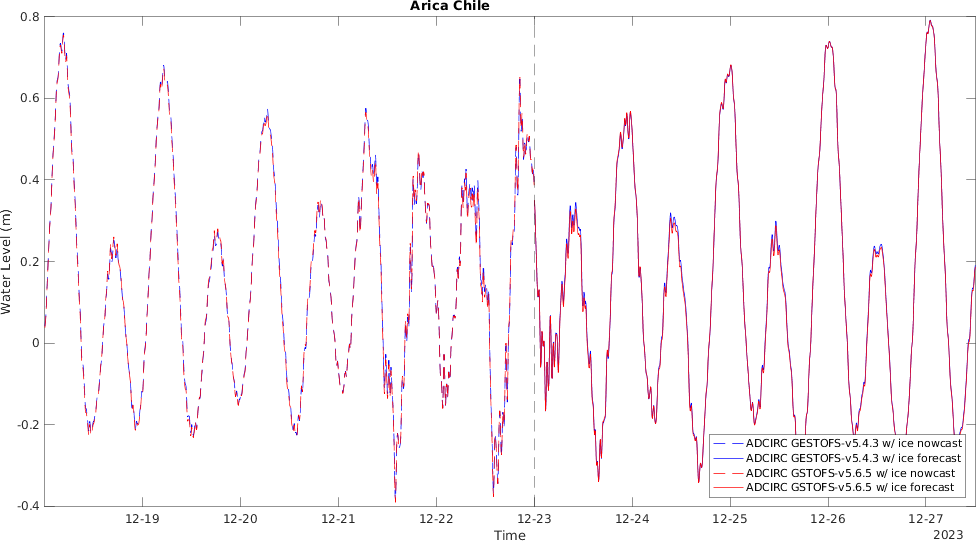 Arica Chile
0.8
0.6
0.4
0.2
0
-0.2
-0.4
Water Level (m)
12-19 12-20 12-21 12-22 12-23 12-24 12-25 12-26 12-27
Time
2023
ADCIRC GESTOFS-v5.4.3 w/ ice nowcast
ADCIRC GESTOFS-v5.4.3 w/ ice forecast
ADCIRC GSTOFS-v5.6.5 w/ ice nowcast
ADCIRC GSTOFS-v5.6.5 w/ ice forecast